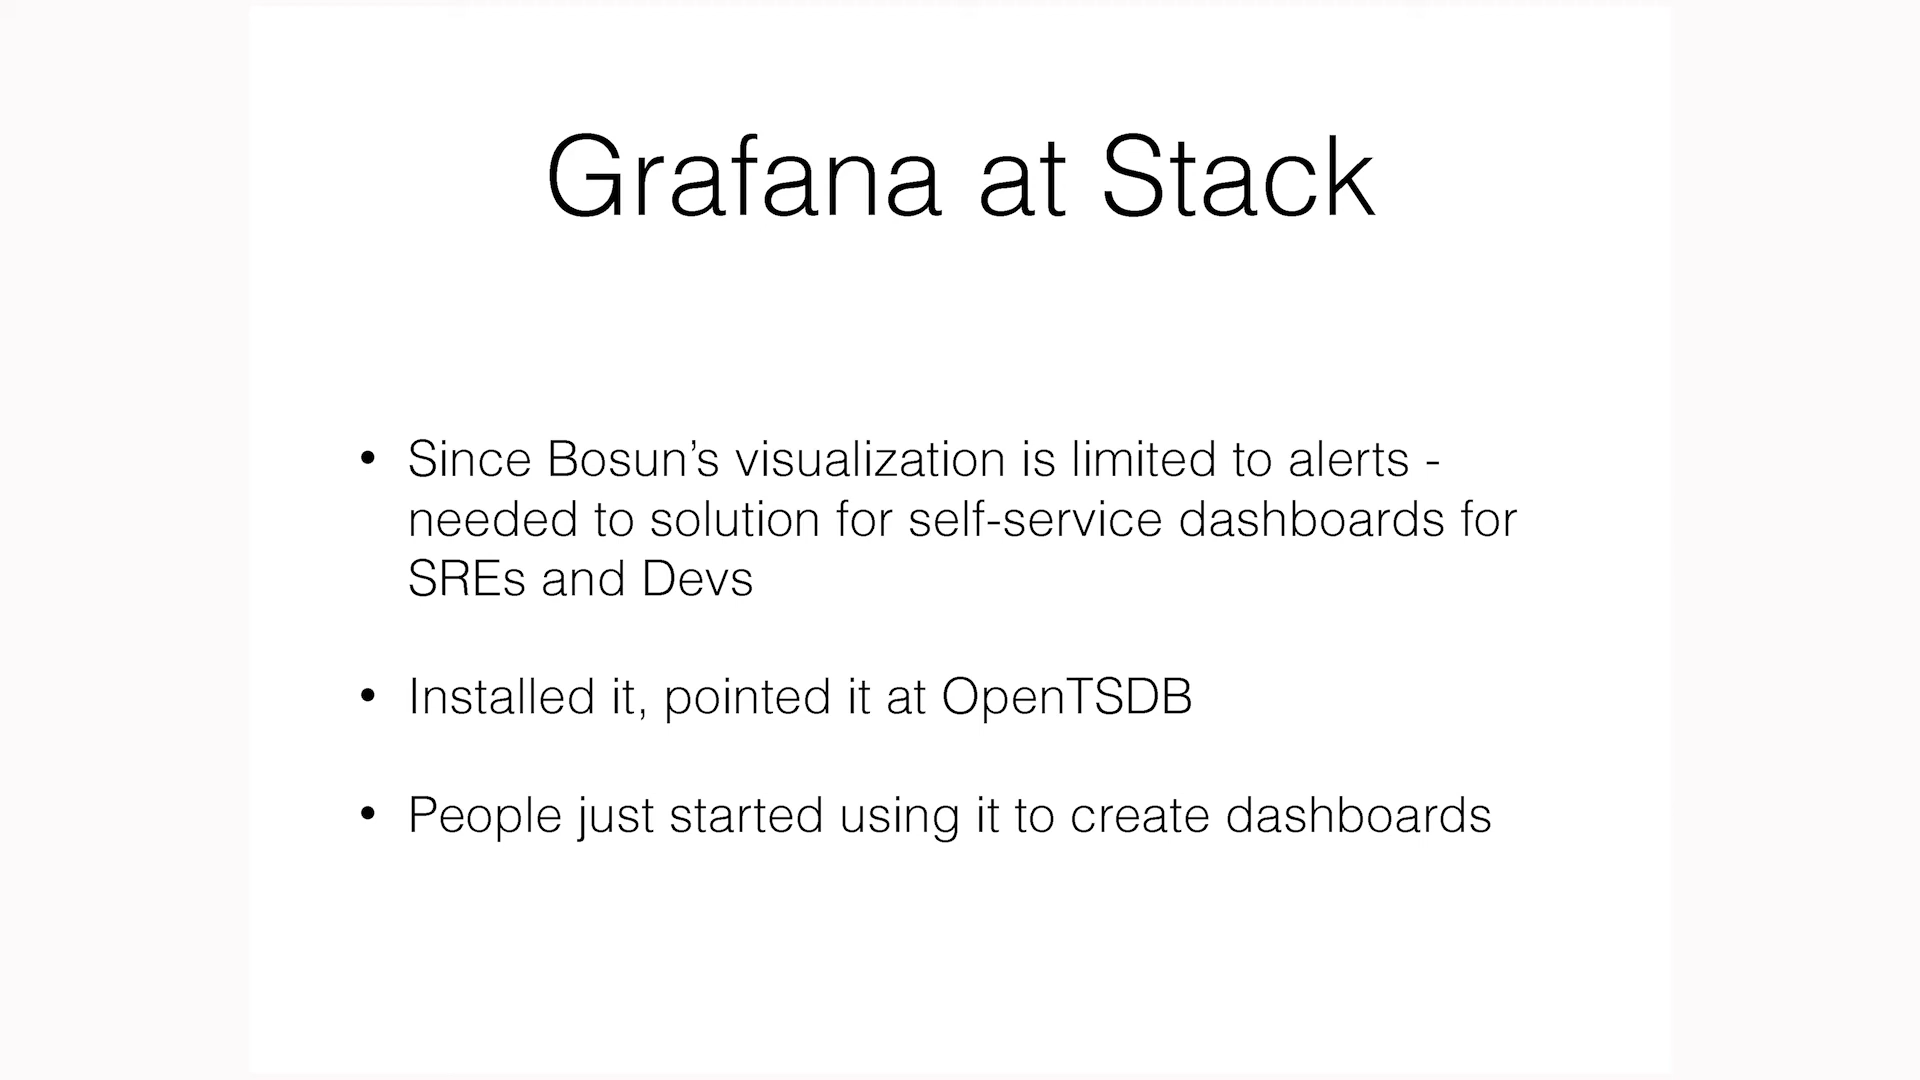 Grafana at Stack
• Since Bosun’s visualization is limited to alerts -
needed to solution for self-service dashboards for
SREs and Devs
• Installed it, pointed it at OpenTSDB
• People just started using it to create dashboards